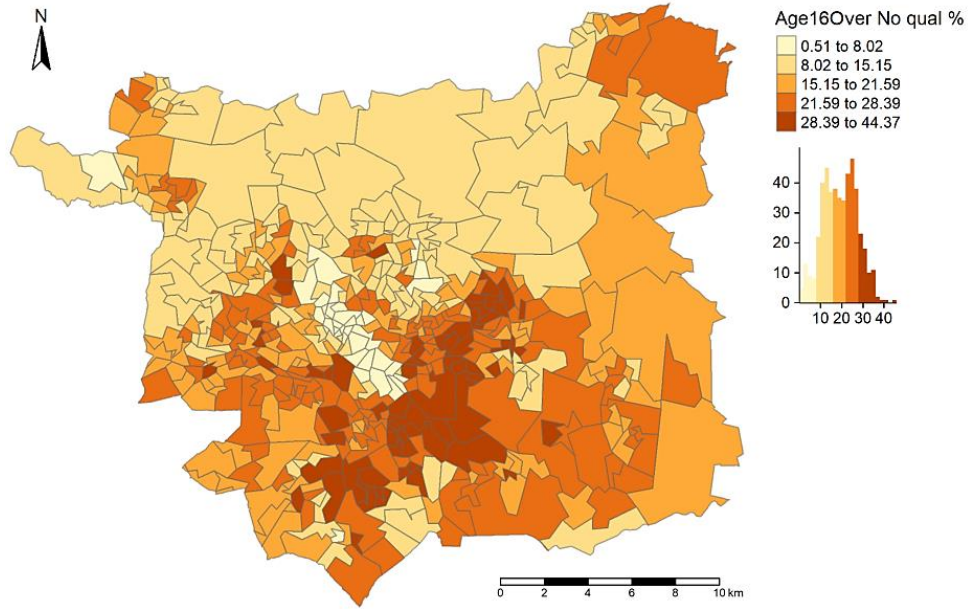 N
Age16Over No qual %
0.51 to 8.02
8.02 to 15.15
15.15 to 21.59
21.59 to 28.39
28.39 to 44.37
40
30
20
10
0
10 20 30 40
0 2 4 6 8 10 km